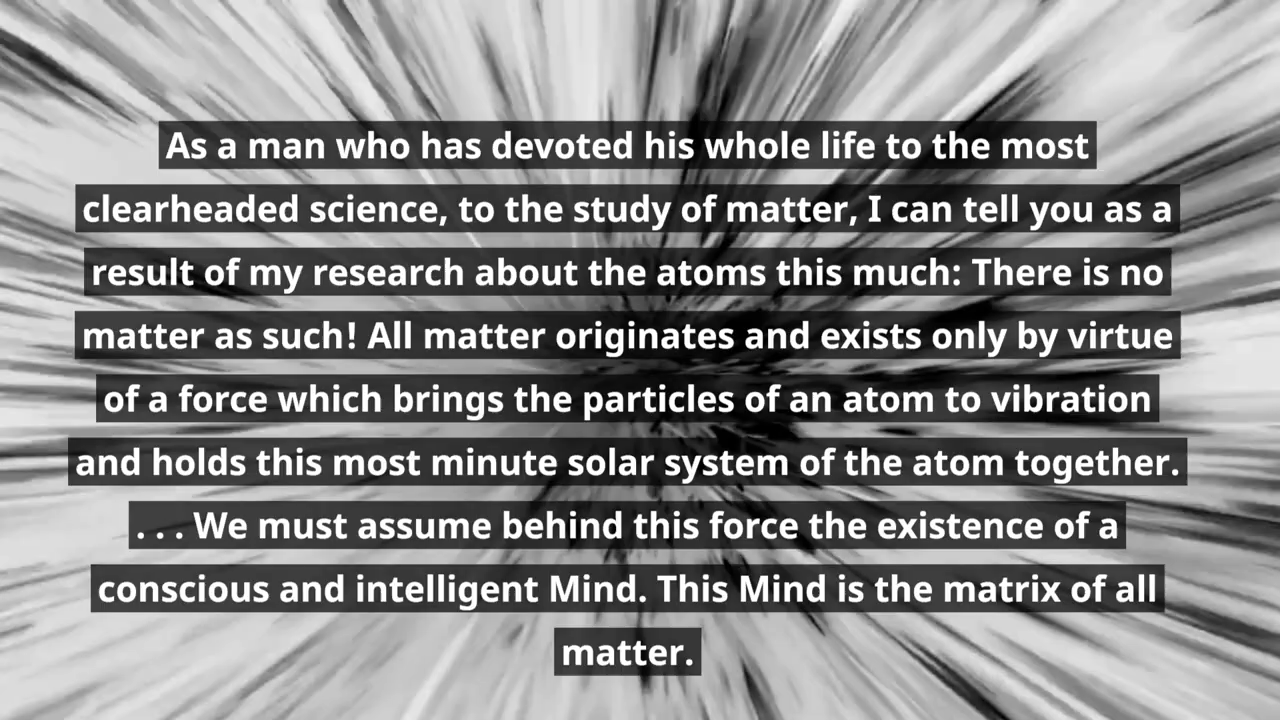 As a man who has devoted his whole life to the most
clearheaded science, to the study of matter, I can tell you as a
result of my research about the atoms this much: There is no
matter as such! All matter originates and exists only by virtue
of a force which brings the particles of an atom to vibration
and holds this most minute solar system of the atom together.
. . . We must assume behind this force the existence of a
conscious and intelligent Mind. This Mind is the matrix of all
matter.